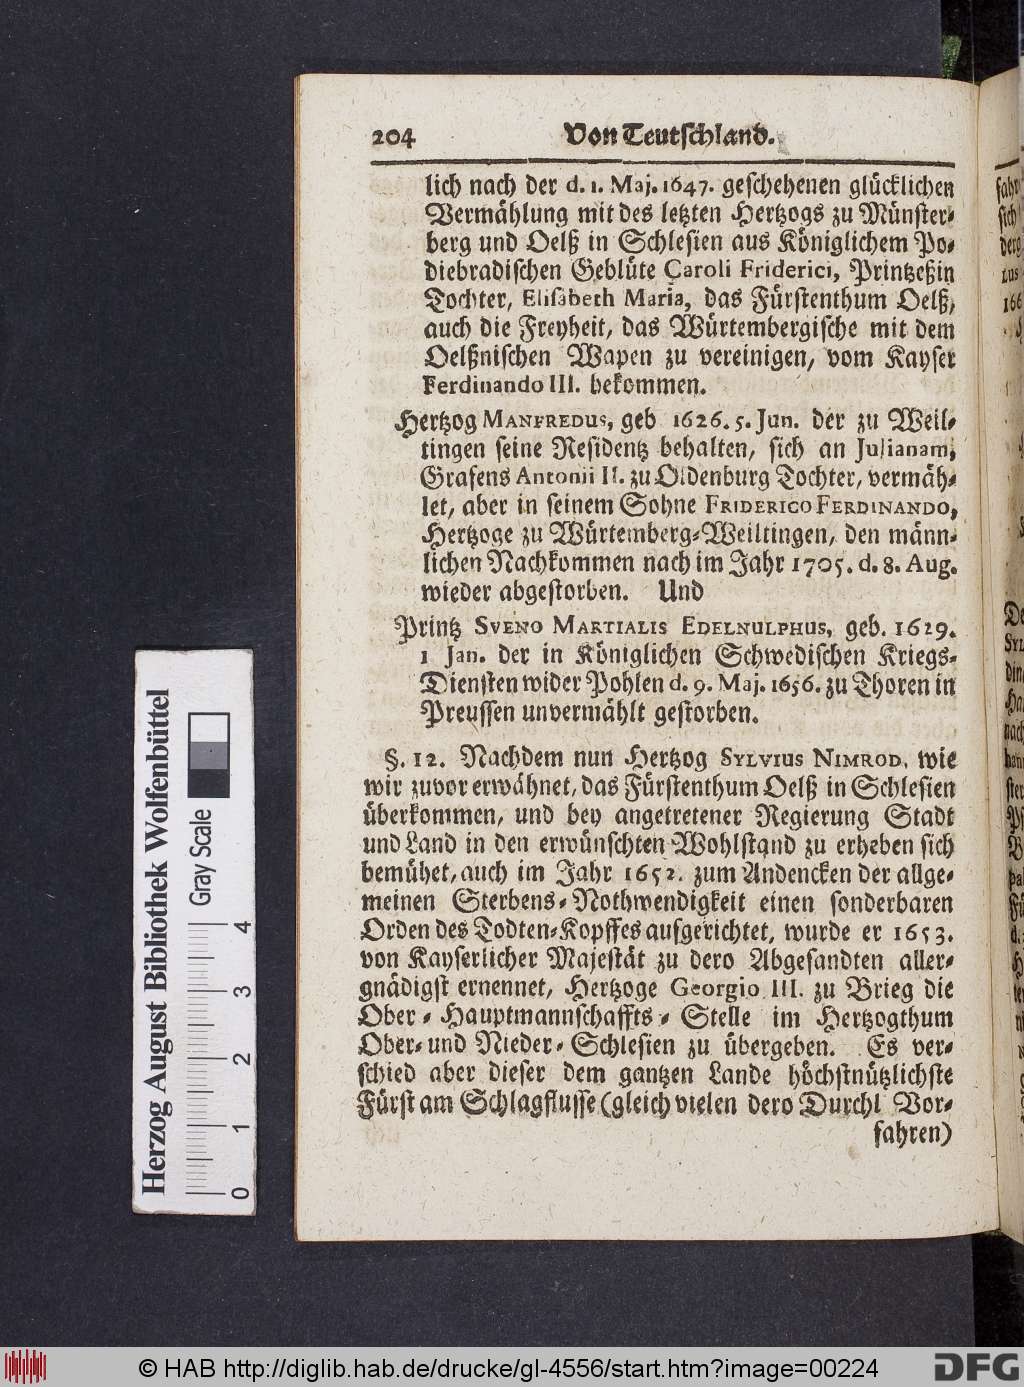 204 Von Teutschland.
lich nach der d. 1. Maj. 1647. geschehenen glücklichen
Vermählung mit des letzten Hertzogs zu Münster-
berg und Oelß in Schlesien aus Königlichem Po-
diebradischen Geblüte Caroli Friderici, Printzeßin
Tochter, Elisabeth Maria, das Fürstenthum Oelß,
auch die Freyheit, das Würtembergische mit dem
Oelßnischen Wapen zu vereinigen, vom Kayser
Ferdinando III. bekommen.
Hertzog MANFREDUS, geb 1626. 5. Jun. der zu Weil-
tingen seine Residentz behalten, sich an Julianam,
Grafens Antonii II. zu Oldenburg Tochter, vermäh-
let, aber in seinem Sohne FRIDERICO FERDINANDO,
Hertzoge zu Würtemberg-Weiltingen, den männ-
lichen Nachkommen nach im Jahr 1705. d. 8. Aug.
wieder abgestorben. Und
Printz SVENO MARTIALIS EDELNULPHUS, geb. 1629.
1 Jan. der in Königlichen Schwedischen Kriegs-
Diensten wider Pohlen d. 9. Maj. 1656. zu Thoren in
Preussen unvermählt gestorben.
§. 12. Nachdem nun Hertzog SYLVIUS NIMROD, wie
wir zuvor erwähnet, das Fürstenthum Oelß in Schlesien
überkommen, und bey angetretener Regierung Stadt
und Land in den erwünschten Wohlstand zu erheben sich
bemühet, auch im Jahr 1652. zum Andencken der allge-
meinen Sterbens-Nothwendigkeit einen sonderbaren
Orden des Todten-Kopffes aufgerichtet, wurde er 1653.
von Kayserlicher Majestät zu dero Abgesandten aller-
gnädigst ernennet, Hertzoge Georgio III. zu Brieg die
Ober-Hauptmannschaffts-Stelle im Hertzogthum
Ober- und Nieder-Schlesien zu übergeben. Es ver-
schied aber dieser dem gantzen Lande höchstnützlichste
Fürst am Schlagflusse (gleich vielen dero Durchl Vor-
fahren)
Herzog August Bibliothek Wolfenbüttel
Gray Scale
0 1 2 3 4
© HAB http://diglib.hab.de/drucke/gl-4556/start.htm?image=00224
DFG